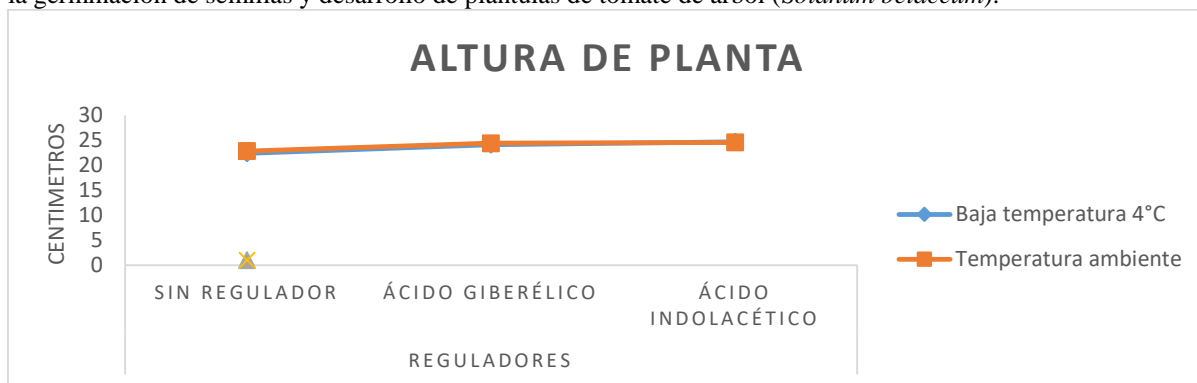 la germinación de semillas y desarrollo de plántulas de tomate de árbol (Solanum betaceum).
ALTURA DE PLANTA
CENTIMETROS
30
25
20
15
10
5
0
SIN REGULADOR
ÁCIDO GIBERÉLICO
ÁCIDO
INDOLACÉTICO
REGULADORES
Baja temperatura 4°C
Temperatura ambiente